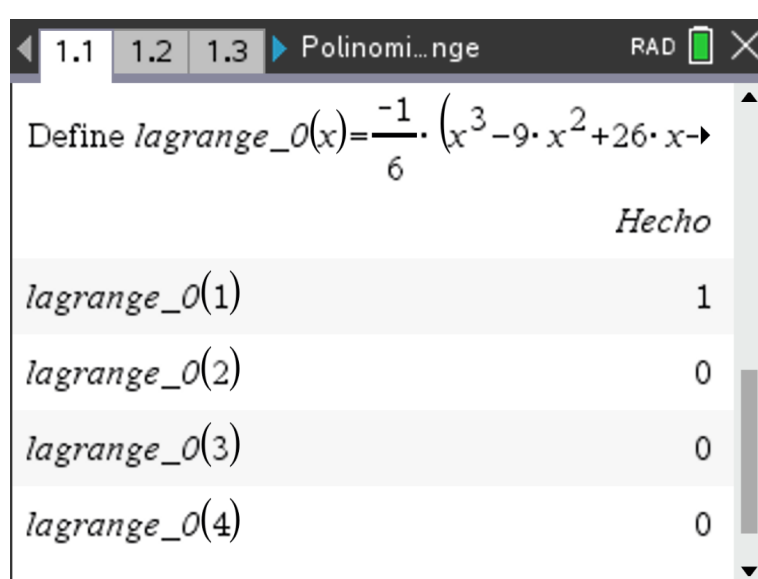 1.1 1.2 1.3 Polinomi…nge RAD
Define lagrange_0(x)=-1/6·(x^3-9·x^2+26·x-
Hecho
lagrange_0(1) 1
lagrange_0(2) 0
lagrange_0(3) 0
lagrange_0(4) 0